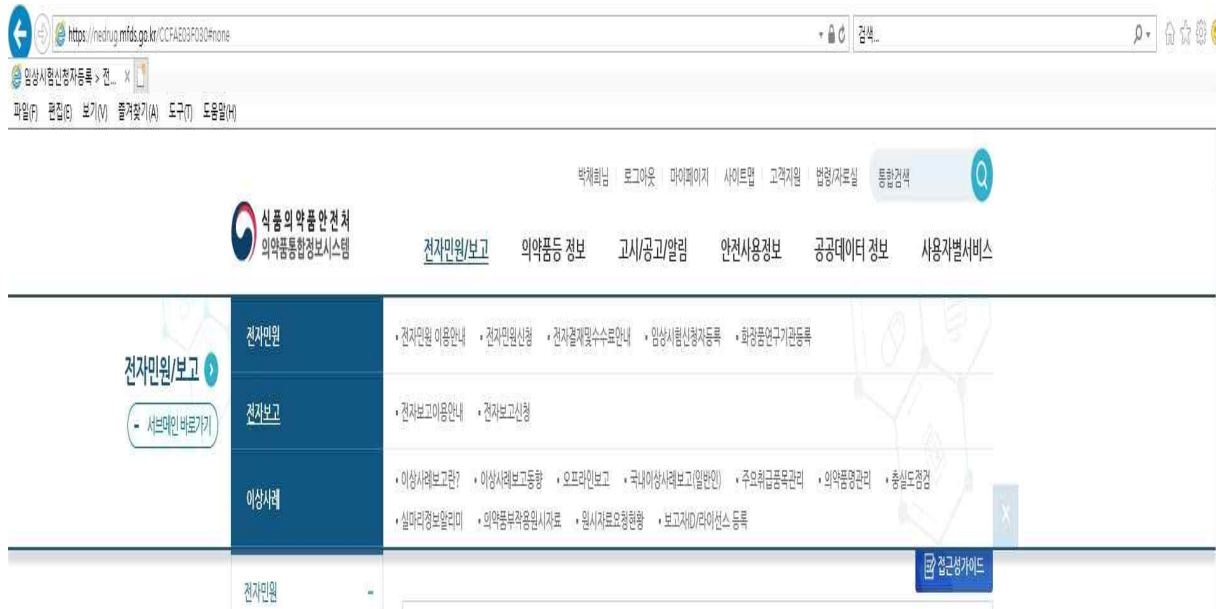 https://nedrug.mfds.go.kr/CCFAE03F030#none
검색...
임상시험신청자등록 > 전...
파일(F) 편집(E) 보기(V) 즐겨찾기(A) 도구(T) 도움말(H)
박채희님 로그아웃 마이페이지 사이트맵 고객지원 법령/자료실 통합검색
식품의약품안전처
의약품통합정보시스템
전자민원/보고 의약품등 정보 고시/공고/알림 안전사용정보 공공데이터 정보 사용자별서비스
전자민원/보고
- 서브메인 바로가기
전자민원
• 전자민원 이용안내 • 전자민원신청 • 전자결재및수수료안내 • 임상시험신청자등록 • 화장품연구기관등록
전자보고
• 전자보고이용안내 • 전자보고신청
이상사례
• 이상사례보고란? • 이상사례보고동향 • 오프라인보고 • 국내이상사례보고(일반인) • 주요취급품목관리 • 의약품명관리 • 충실도점검
• 실마리정보알리미 • 의약품부작용원시자료 • 원시자료요청현황 • 보고자ID/라이선스 등록
접근성가이드
전자민원 -